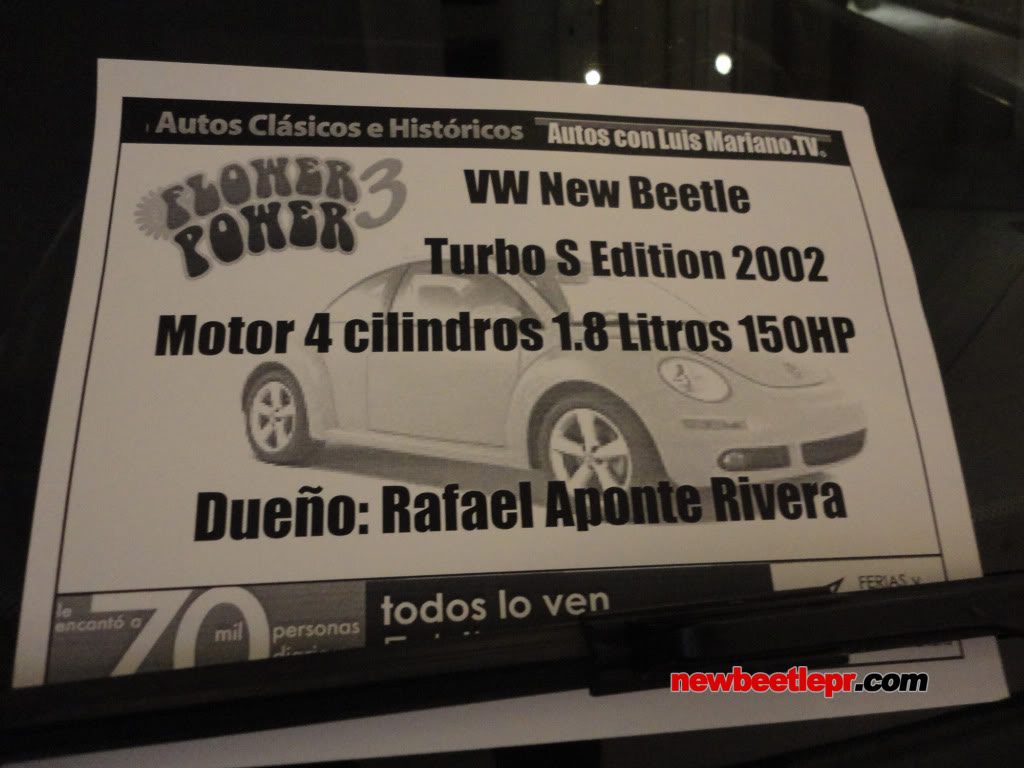 Autos Clásicos e Históricos Autos con Luis Mariano.TV
FLOWER POWER 3
VW New Beetle
Turbo S Edition 2002
Motor 4 cilindros 1.8 Litros 150HP
Dueño: Rafael Aponte Rivera
le encantó a 70 mil personas
todos lo ven
FERIAS y
newbeetlepr.com